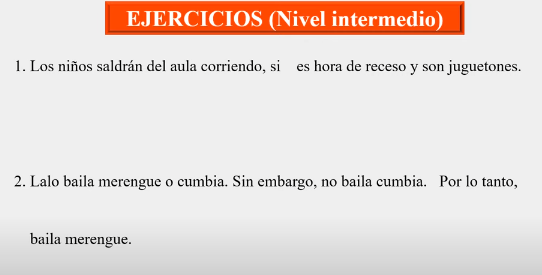 EJERCICIOS (Nivel intermedio)
1. Los niños saldrán del aula corriendo, si es hora de receso y son juguetones.
2. Lalo baila merengue o cumbia. Sin embargo, no baila cumbia. Por lo tanto,
baila merengue.